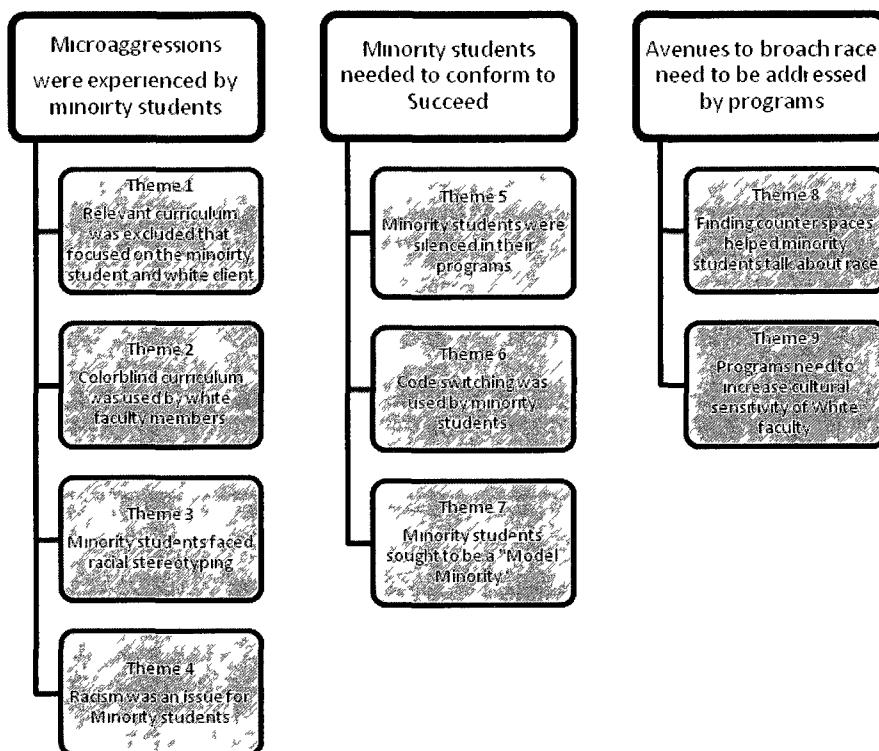 Microaggressions
were experienced by
minoirty students
Theme 1
Relevant curriculum
was excluded that
focused on the minoirty
student and white client
Theme 2
Colorblind curriculum
was used by white
faculty members
Theme 3
Minority students faced
racial stereotyping
Theme 4
Racism was an issue for
Minority students
Minority students
needed to conform to
Succeed
Theme 5
Minority students were
silenced in their
programs
Theme 6
Code switching was
used by minority
students
Theme 7
Minority students
sought to be a "Model
Minority"
Avenues to broach race
need to be addressed
by programs
Theme 8
Finding counter spaces
helped minority
students talk about race
Theme 9
Programs need to
increase cultural
sensitivity of White
faculty